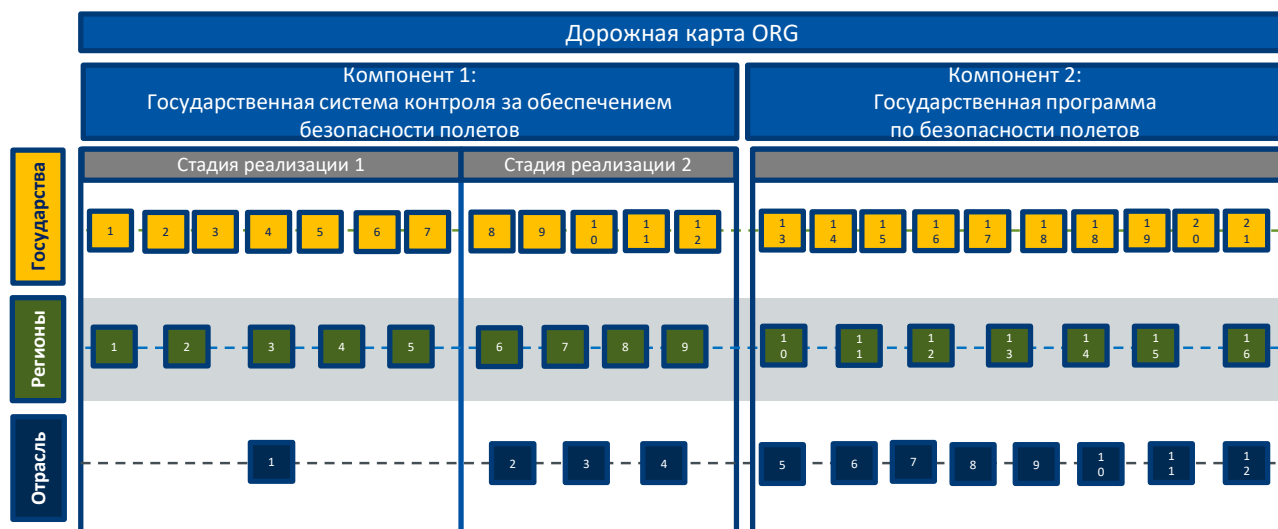 Дорожная карта ORG
Компонент 1:
Государственная система контроля за обеспечением
безопасности полетов
Компонент 2:
Государственная программа
по безопасности полетов
Стадия реализации 1
Стадия реализации 2
Государства
1 2 3 4 5 6 7 8 9 10 11 12 13 14 15 16 17 18 18 19 20 21
Регионы
1 2 3 4 5 6 7 8 9 10 11 12 13 14 15 16
Отрасль
1 2 3 4 5 6 7 8 9 10 11 12